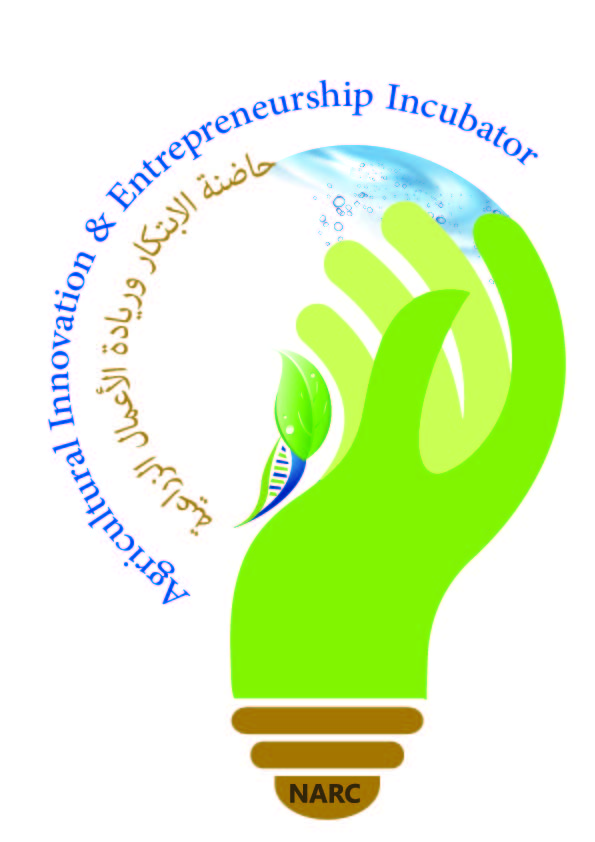 Agricultural Innovation & Entrepreneurship Incubator
حاضنة الابتكار وريادة الأعمال الزراعية
NARC